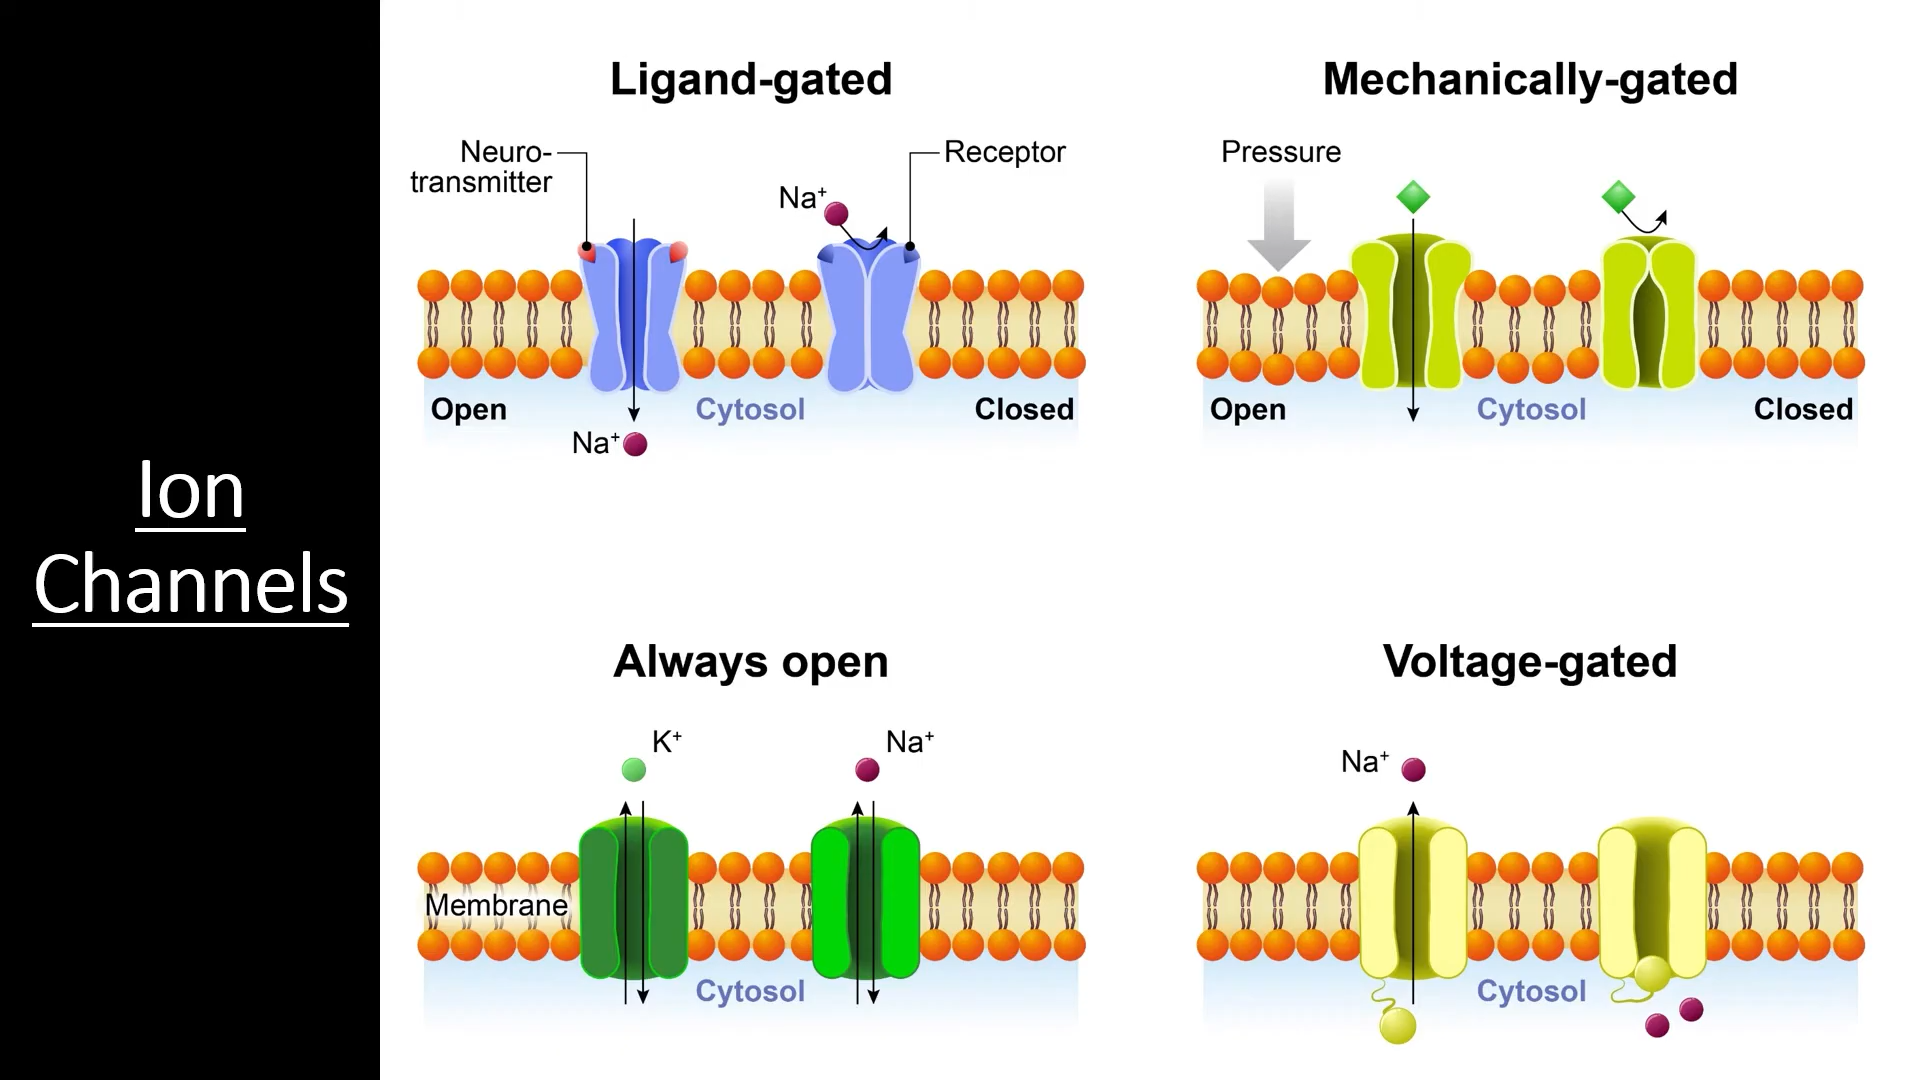 Ion
Channels
Ligand-gated
Neuro-
transmitter
Na⁺
Receptor
Open
Cytosol
Closed
Na⁺
Mechanically-gated
Pressure
Open
Cytosol
Closed
Always open
K⁺
Na⁺
Membrane
Cytosol
Voltage-gated
Na⁺
Cytosol